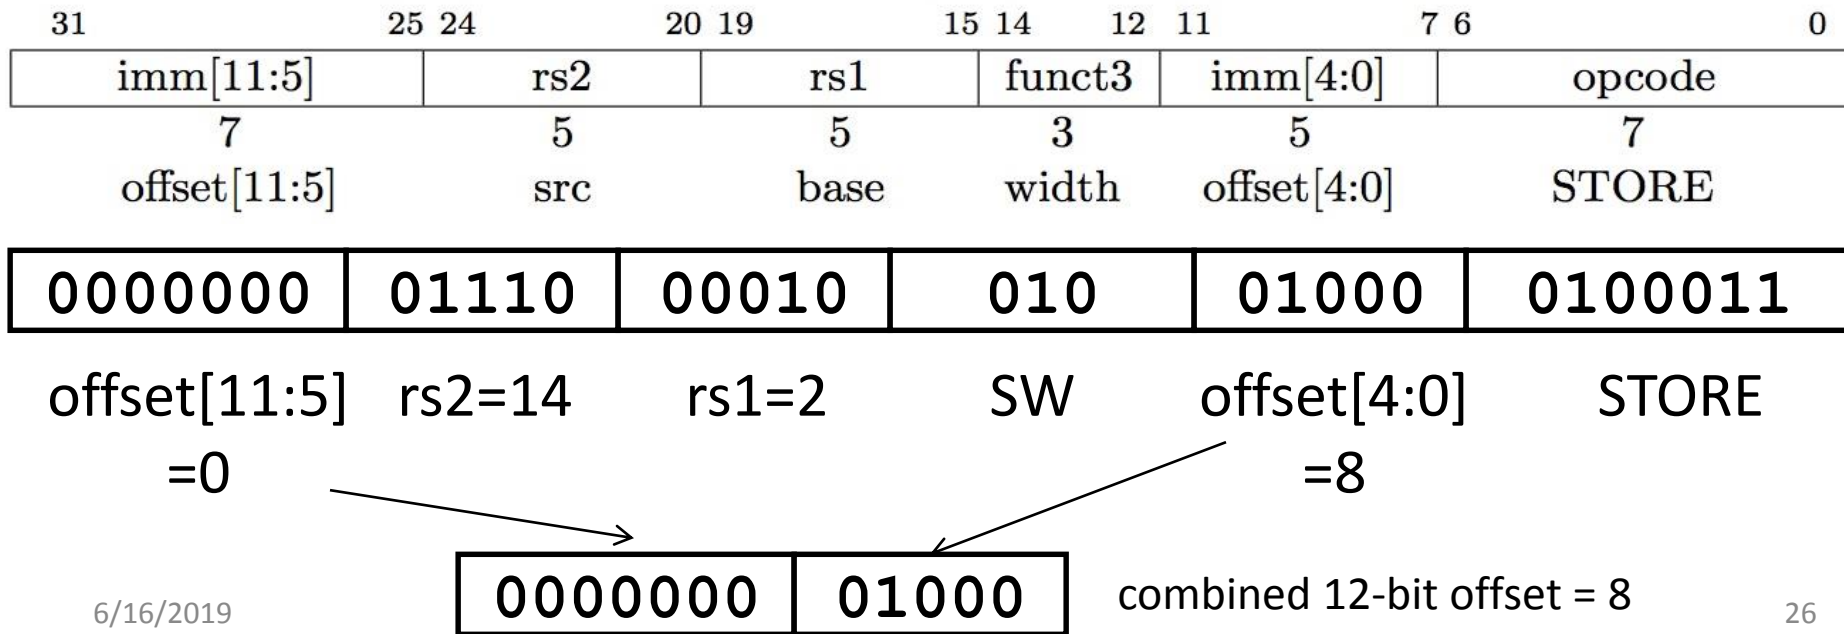 31 25 24 20 19 15 14 12 11 7 6 0
imm[11:5] rs2 rs1 funct3 imm[4:0] opcode
7 5 5 3 5 7
offset[11:5] src base width offset[4:0] STORE
0000000 01110 00010 010 01000 0100011
offset[11:5] rs2=14 rs1=2 SW offset[4:0] STORE
=0 =8
0000000 01000 combined 12-bit offset = 8
6/16/2019 26